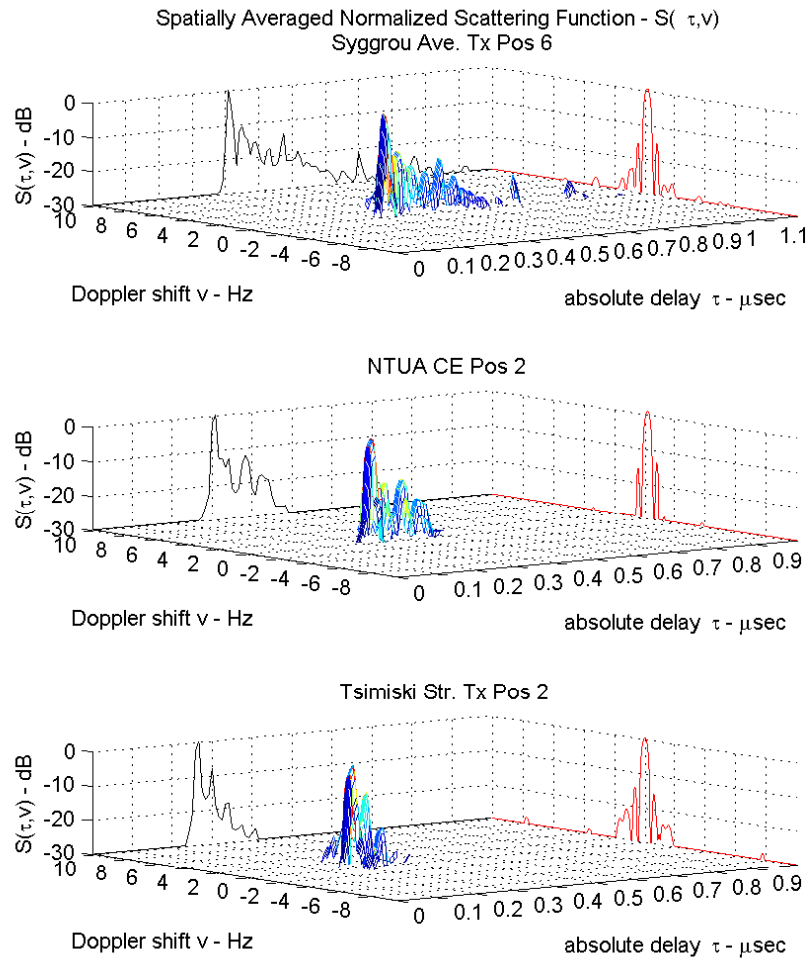 Spatially Averaged Normalized Scattering Function - S( τ,v)
Syggrou Ave. Tx Pos 6
S(τ,v) - dB
0
-10
-20
-30
10 8 6 4 2 0 -2 -4 -6 -8
0 0.1 0.2 0.3 0.4 0.5 0.6 0.7 0.8 0.9 1 1.1
Doppler shift v - Hz
absolute delay τ - μsec
NTUA CE Pos 2
S(τ,v) - dB
0
-10
-20
-30
10 8 6 4 2 0 -2 -4 -6 -8
0 0.1 0.2 0.3 0.4 0.5 0.6 0.7 0.8 0.9
Doppler shift v - Hz
absolute delay τ - μsec
Tsimiski Str. Tx Pos 2
S(τ,v) - dB
0
-10
-20
-30
10 8 6 4 2 0 -2 -4 -6 -8
0 0.1 0.2 0.3 0.4 0.5 0.6 0.7 0.8 0.9
Doppler shift v - Hz
absolute delay τ - μsec